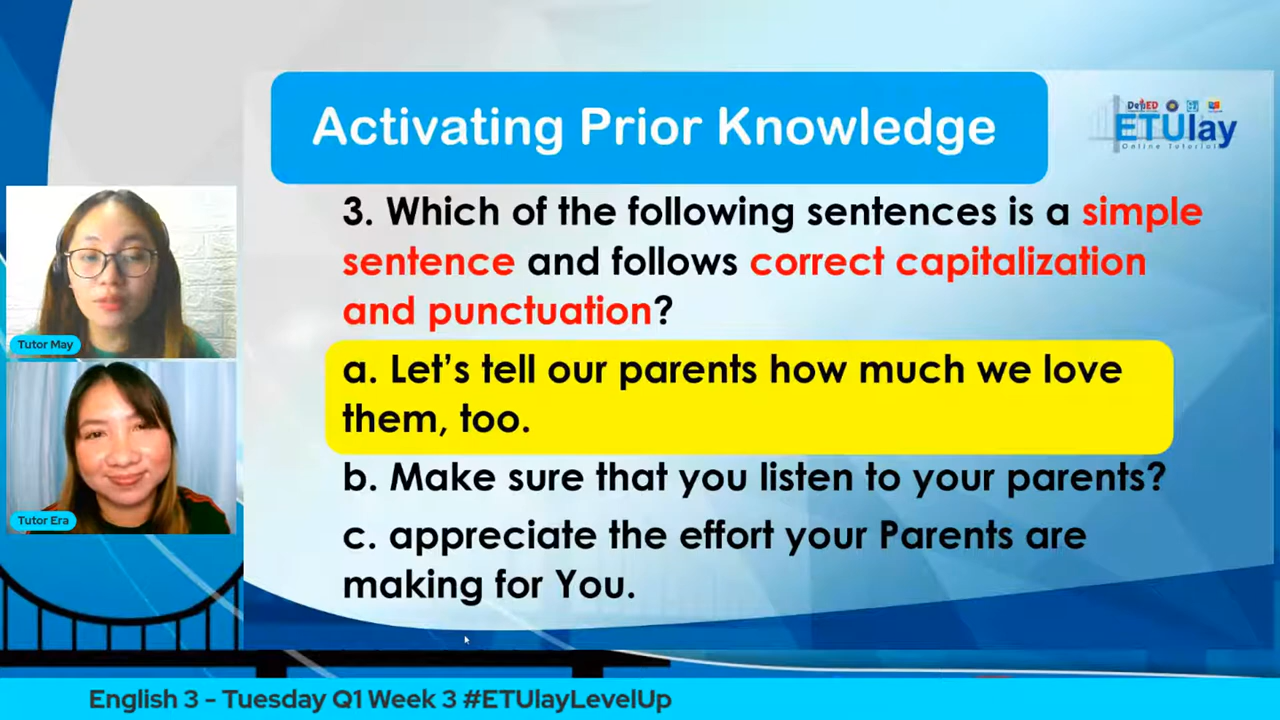 Activating Prior Knowledge
DepED
ETUlay
Online Tutorial
3. Which of the following sentences is a simple
sentence and follows correct capitalization
and punctuation?
a. Let's tell our parents how much we love
them, too.
b. Make sure that you listen to your parents?
c. appreciate the effort your Parents are
making for You.
Tutor May
Tutor Era
English 3 - Tuesday Q1 Week 3 #ETUlayLevelUp